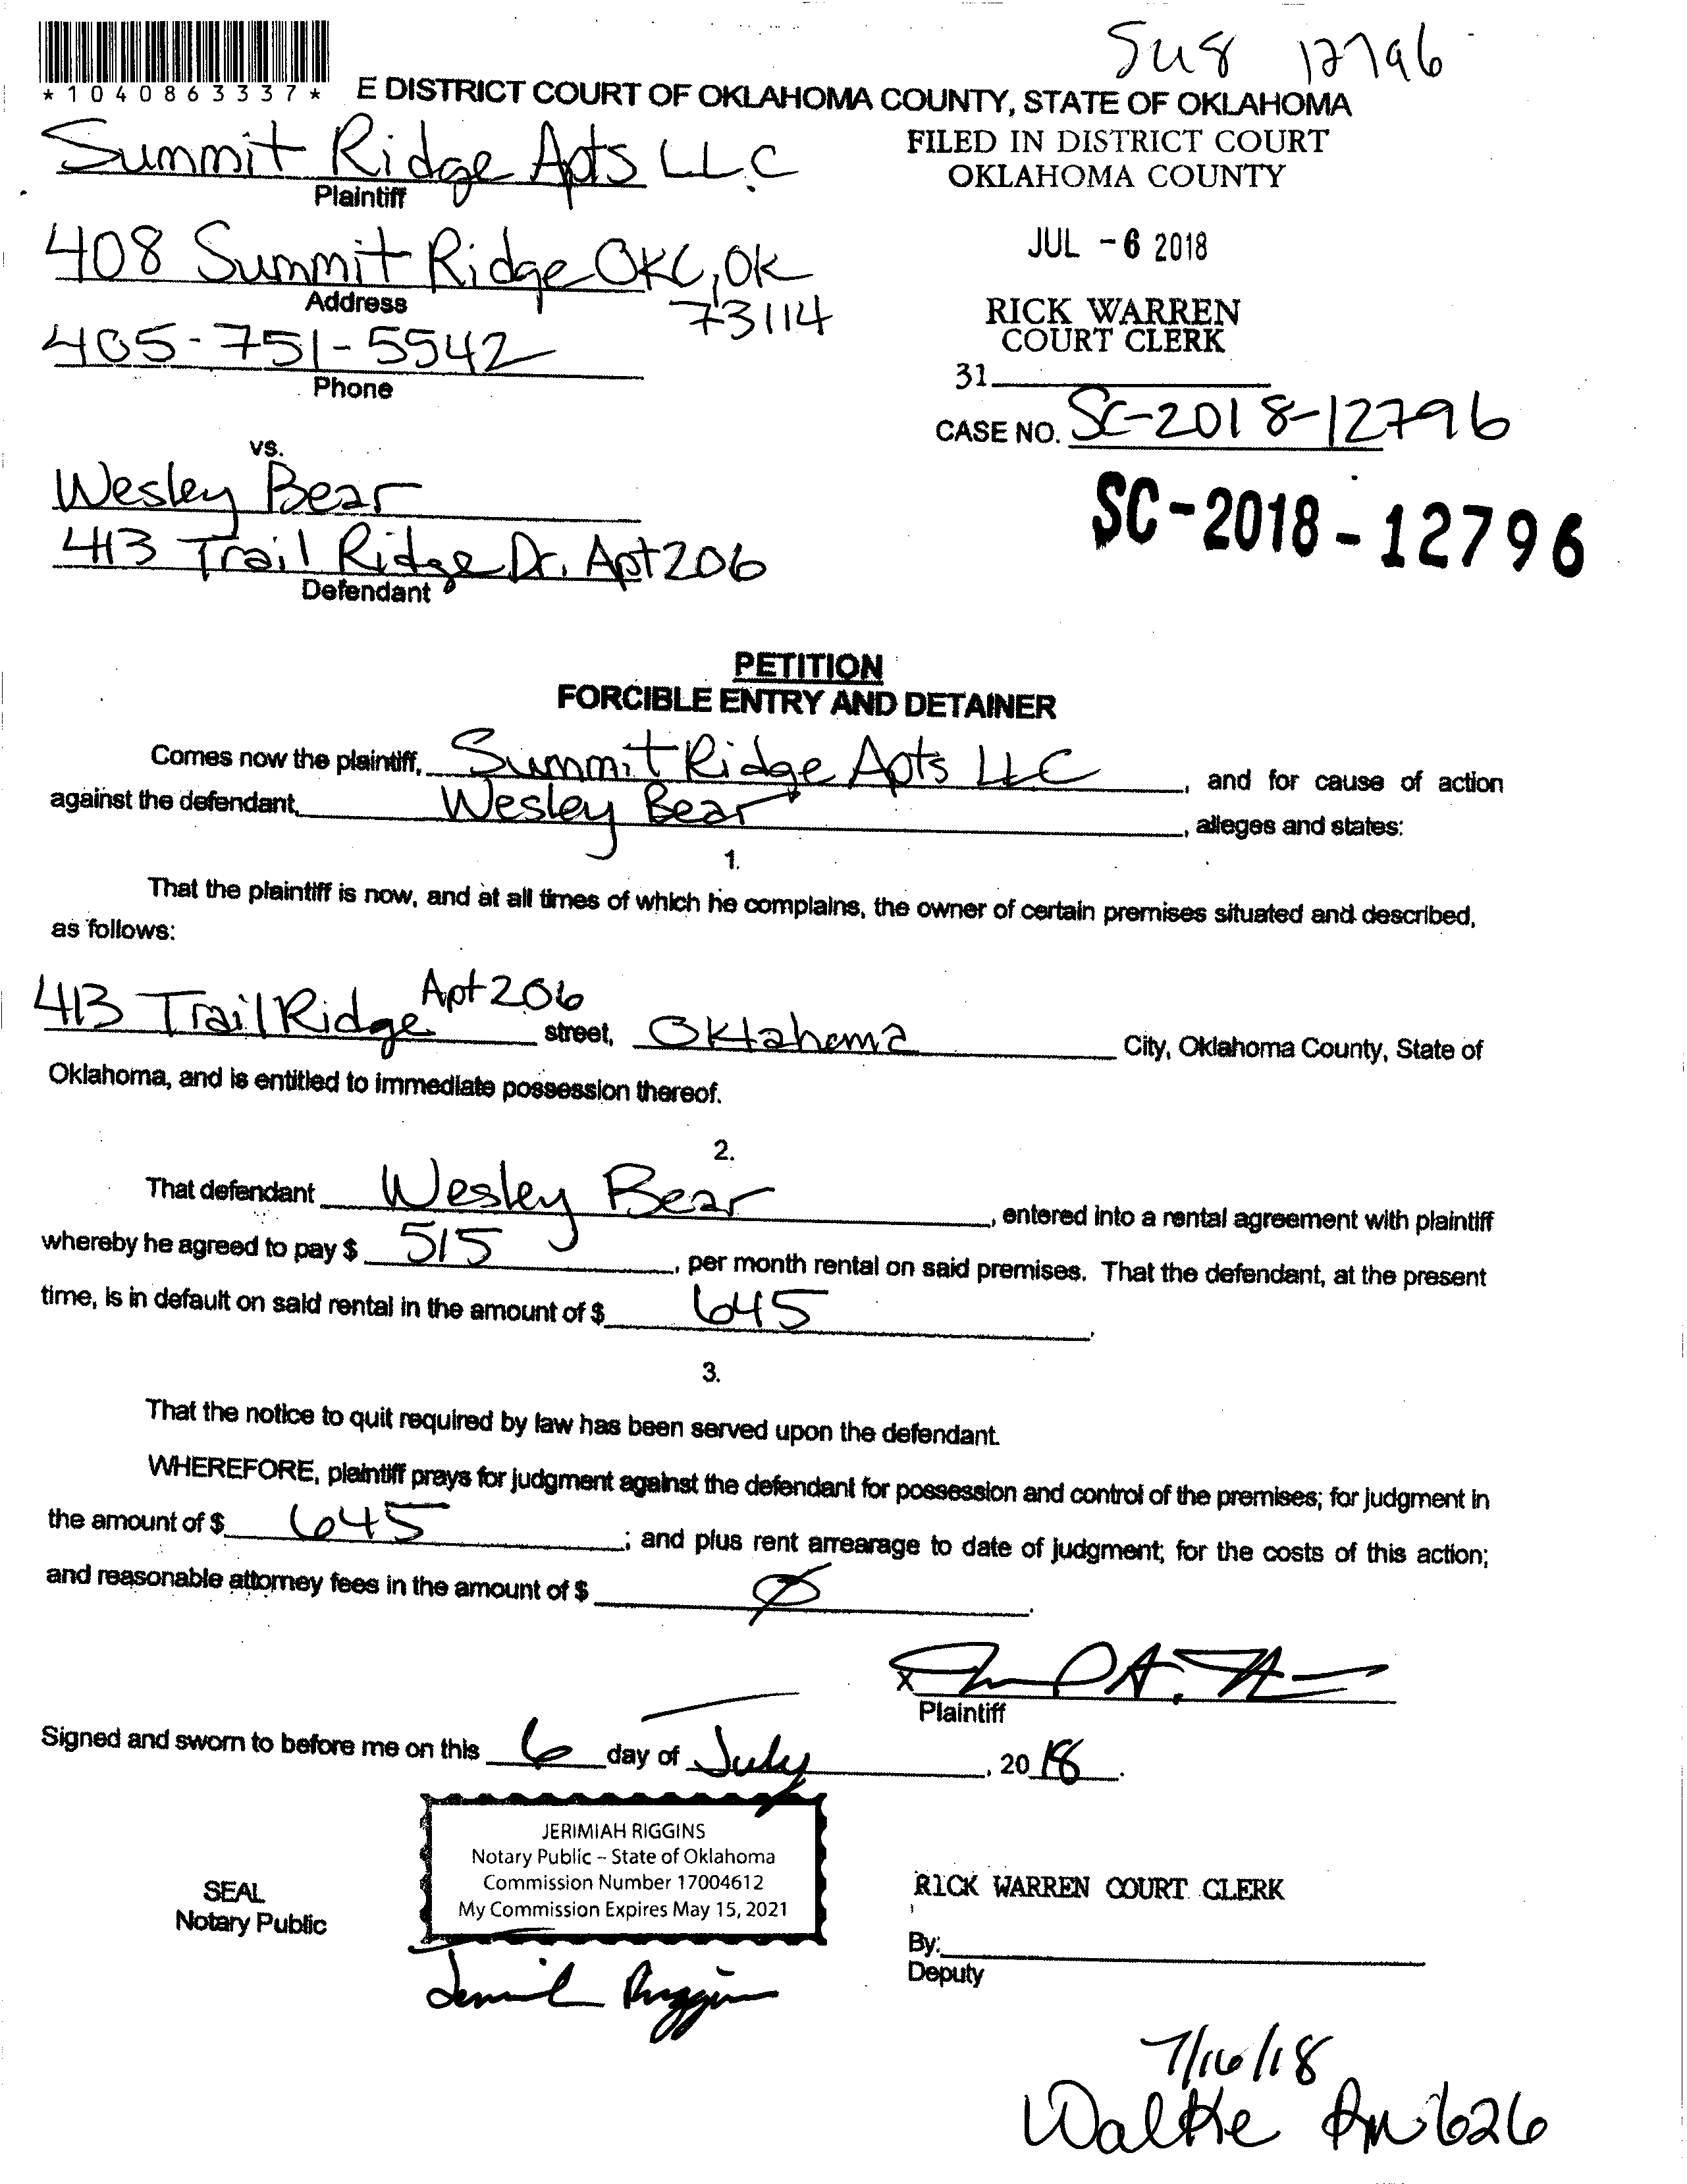 Su8 12796
*1040863337*
E DISTRICT COURT OF OKLAHOMA COUNTY, STATE OF OKLAHOMA
Summit Ridge Apts LLC
Plaintiff
FILED IN DISTRICT COURT
OKLAHOMA COUNTY
408 Summit Ridge OKC, OK
73114
Address
JUL - 6 2018
405-751-5542
Phone
RICK WARREN
COURT CLERK
31
CASE NO. SC-2018-12796
vs.
SC-2018-12796
Wesley Bear
413 Trail Ridge Dr. Apt 206
Defendant
PETITION
FORCIBLE ENTRY AND DETAINER
Comes now the plaintiff, Summit Ridge Apts LLC, and for cause of action
against the defendant, Wesley Bear, alleges and states:
1.
That the plaintiff is now, and at all times of which he complains, the owner of certain premises situated and described,
as follows:
413 Trail Ridge Apt 206 street, Oklahoma City, Oklahoma County, State of
Oklahoma, and is entitled to immediate possession thereof.
2.
That defendant Wesley Bear, entered into a rental agreement with plaintiff
whereby he agreed to pay $ 515, per month rental on said premises. That the defendant, at the present
time, is in default on said rental in the amount of $ 645.
3.
That the notice to quit required by law has been served upon the defendant.
WHEREFORE, plaintiff prays for judgment against the defendant for possession and control of the premises; for judgment in
the amount of $ 645; and plus rent arrearage to date of judgment; for the costs of this action;
and reasonable attorney fees in the amount of $ Ø.
X
Plaintiff
Signed and sworn to before me on this 6 day of July, 2018.
JERIMIAH RIGGINS
Notary Public – State of Oklahoma
Commission Number 17004612
My Commission Expires May 15, 2021
SEAL
Notary Public
RICK WARREN COURT CLERK
By:
Deputy
7/16/18
Walke Rm 626